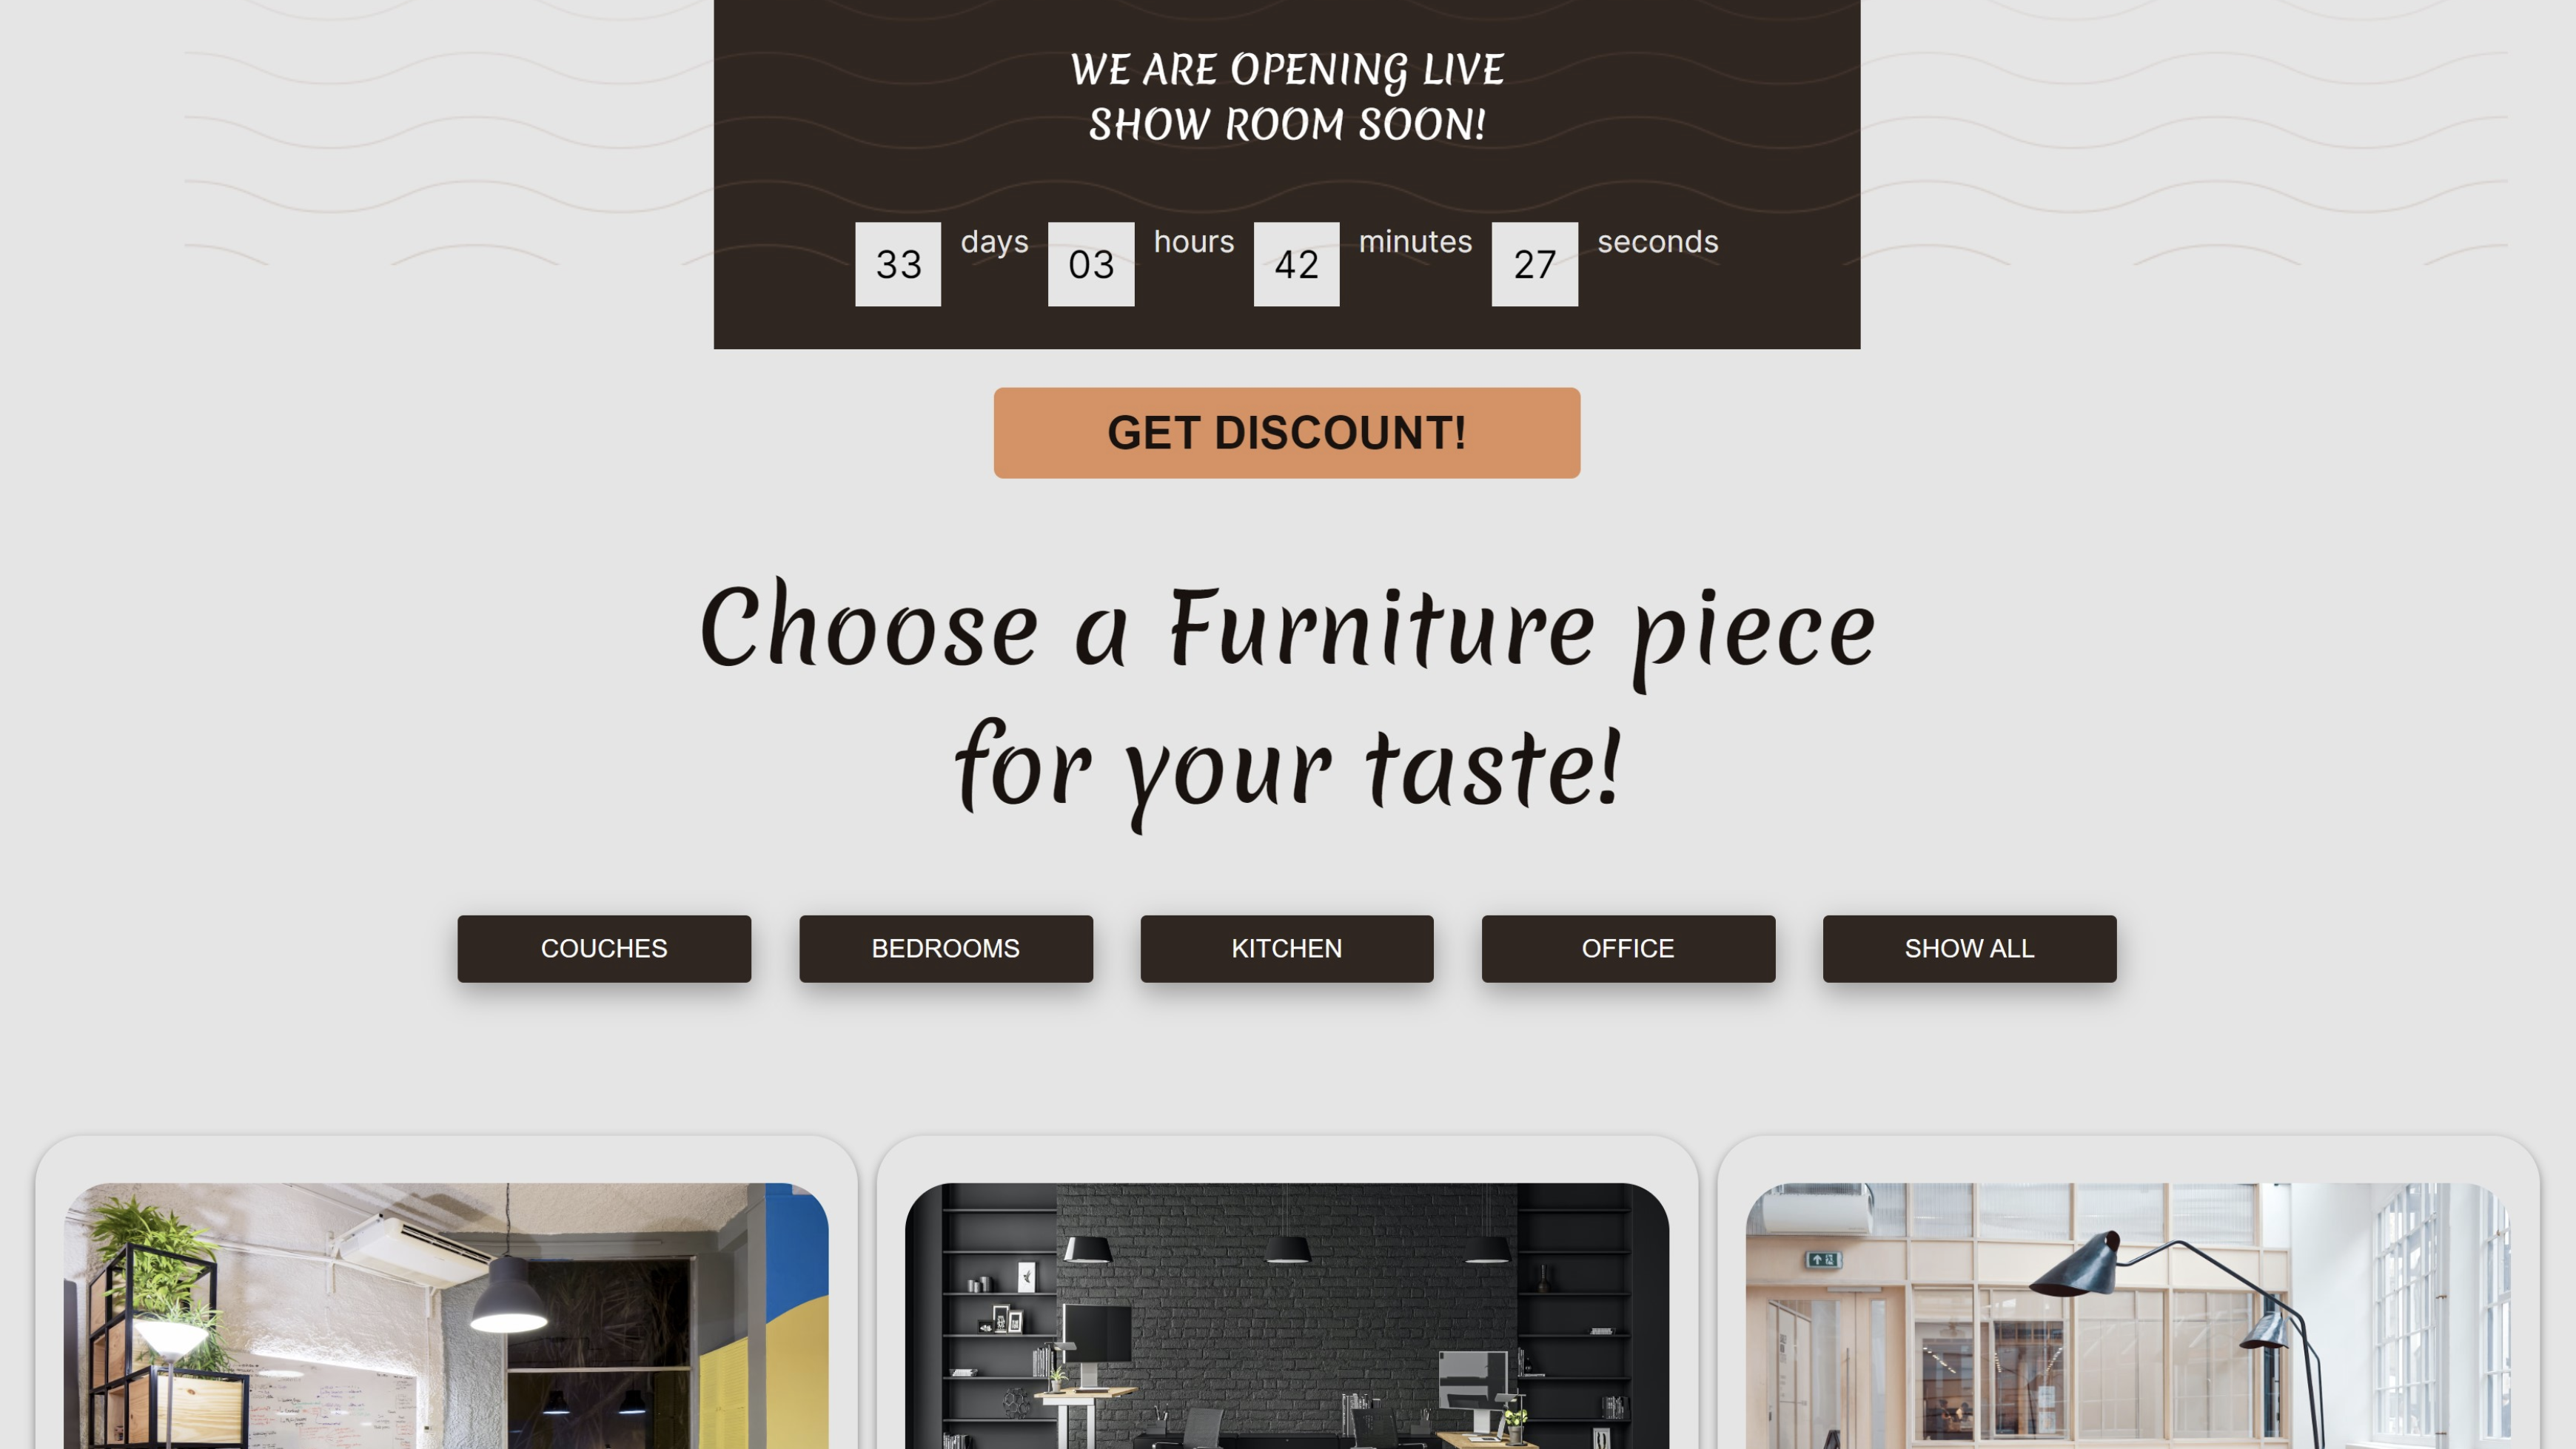 WE ARE OPENING LIVE
SHOW ROOM SOON!
33 days 03 hours 42 minutes 27 seconds
GET DISCOUNT!
Choose a Furniture piece
for your taste!
COUCHES BEDROOMS KITCHEN OFFICE SHOW ALL